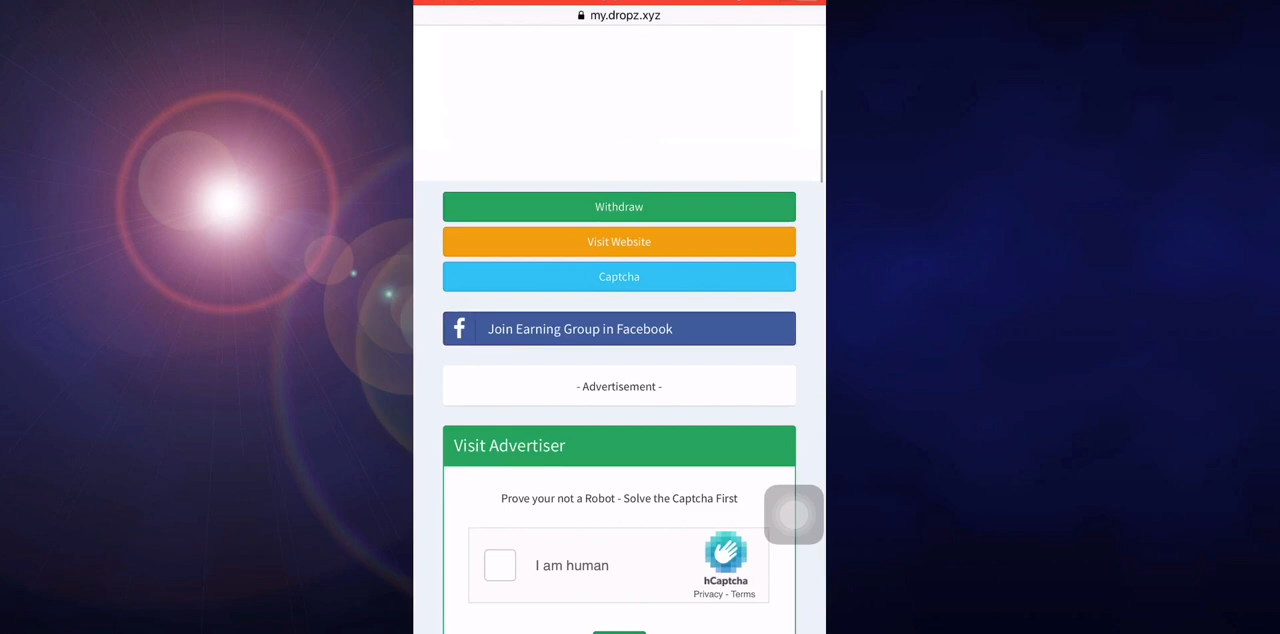 my.dropz.xyz
Withdraw
Visit Website
Captcha
Join Earning Group in Facebook
- Advertisement -
Visit Advertiser
Prove your not a Robot - Solve the Captcha First
I am human
hCaptcha
Privacy - Terms